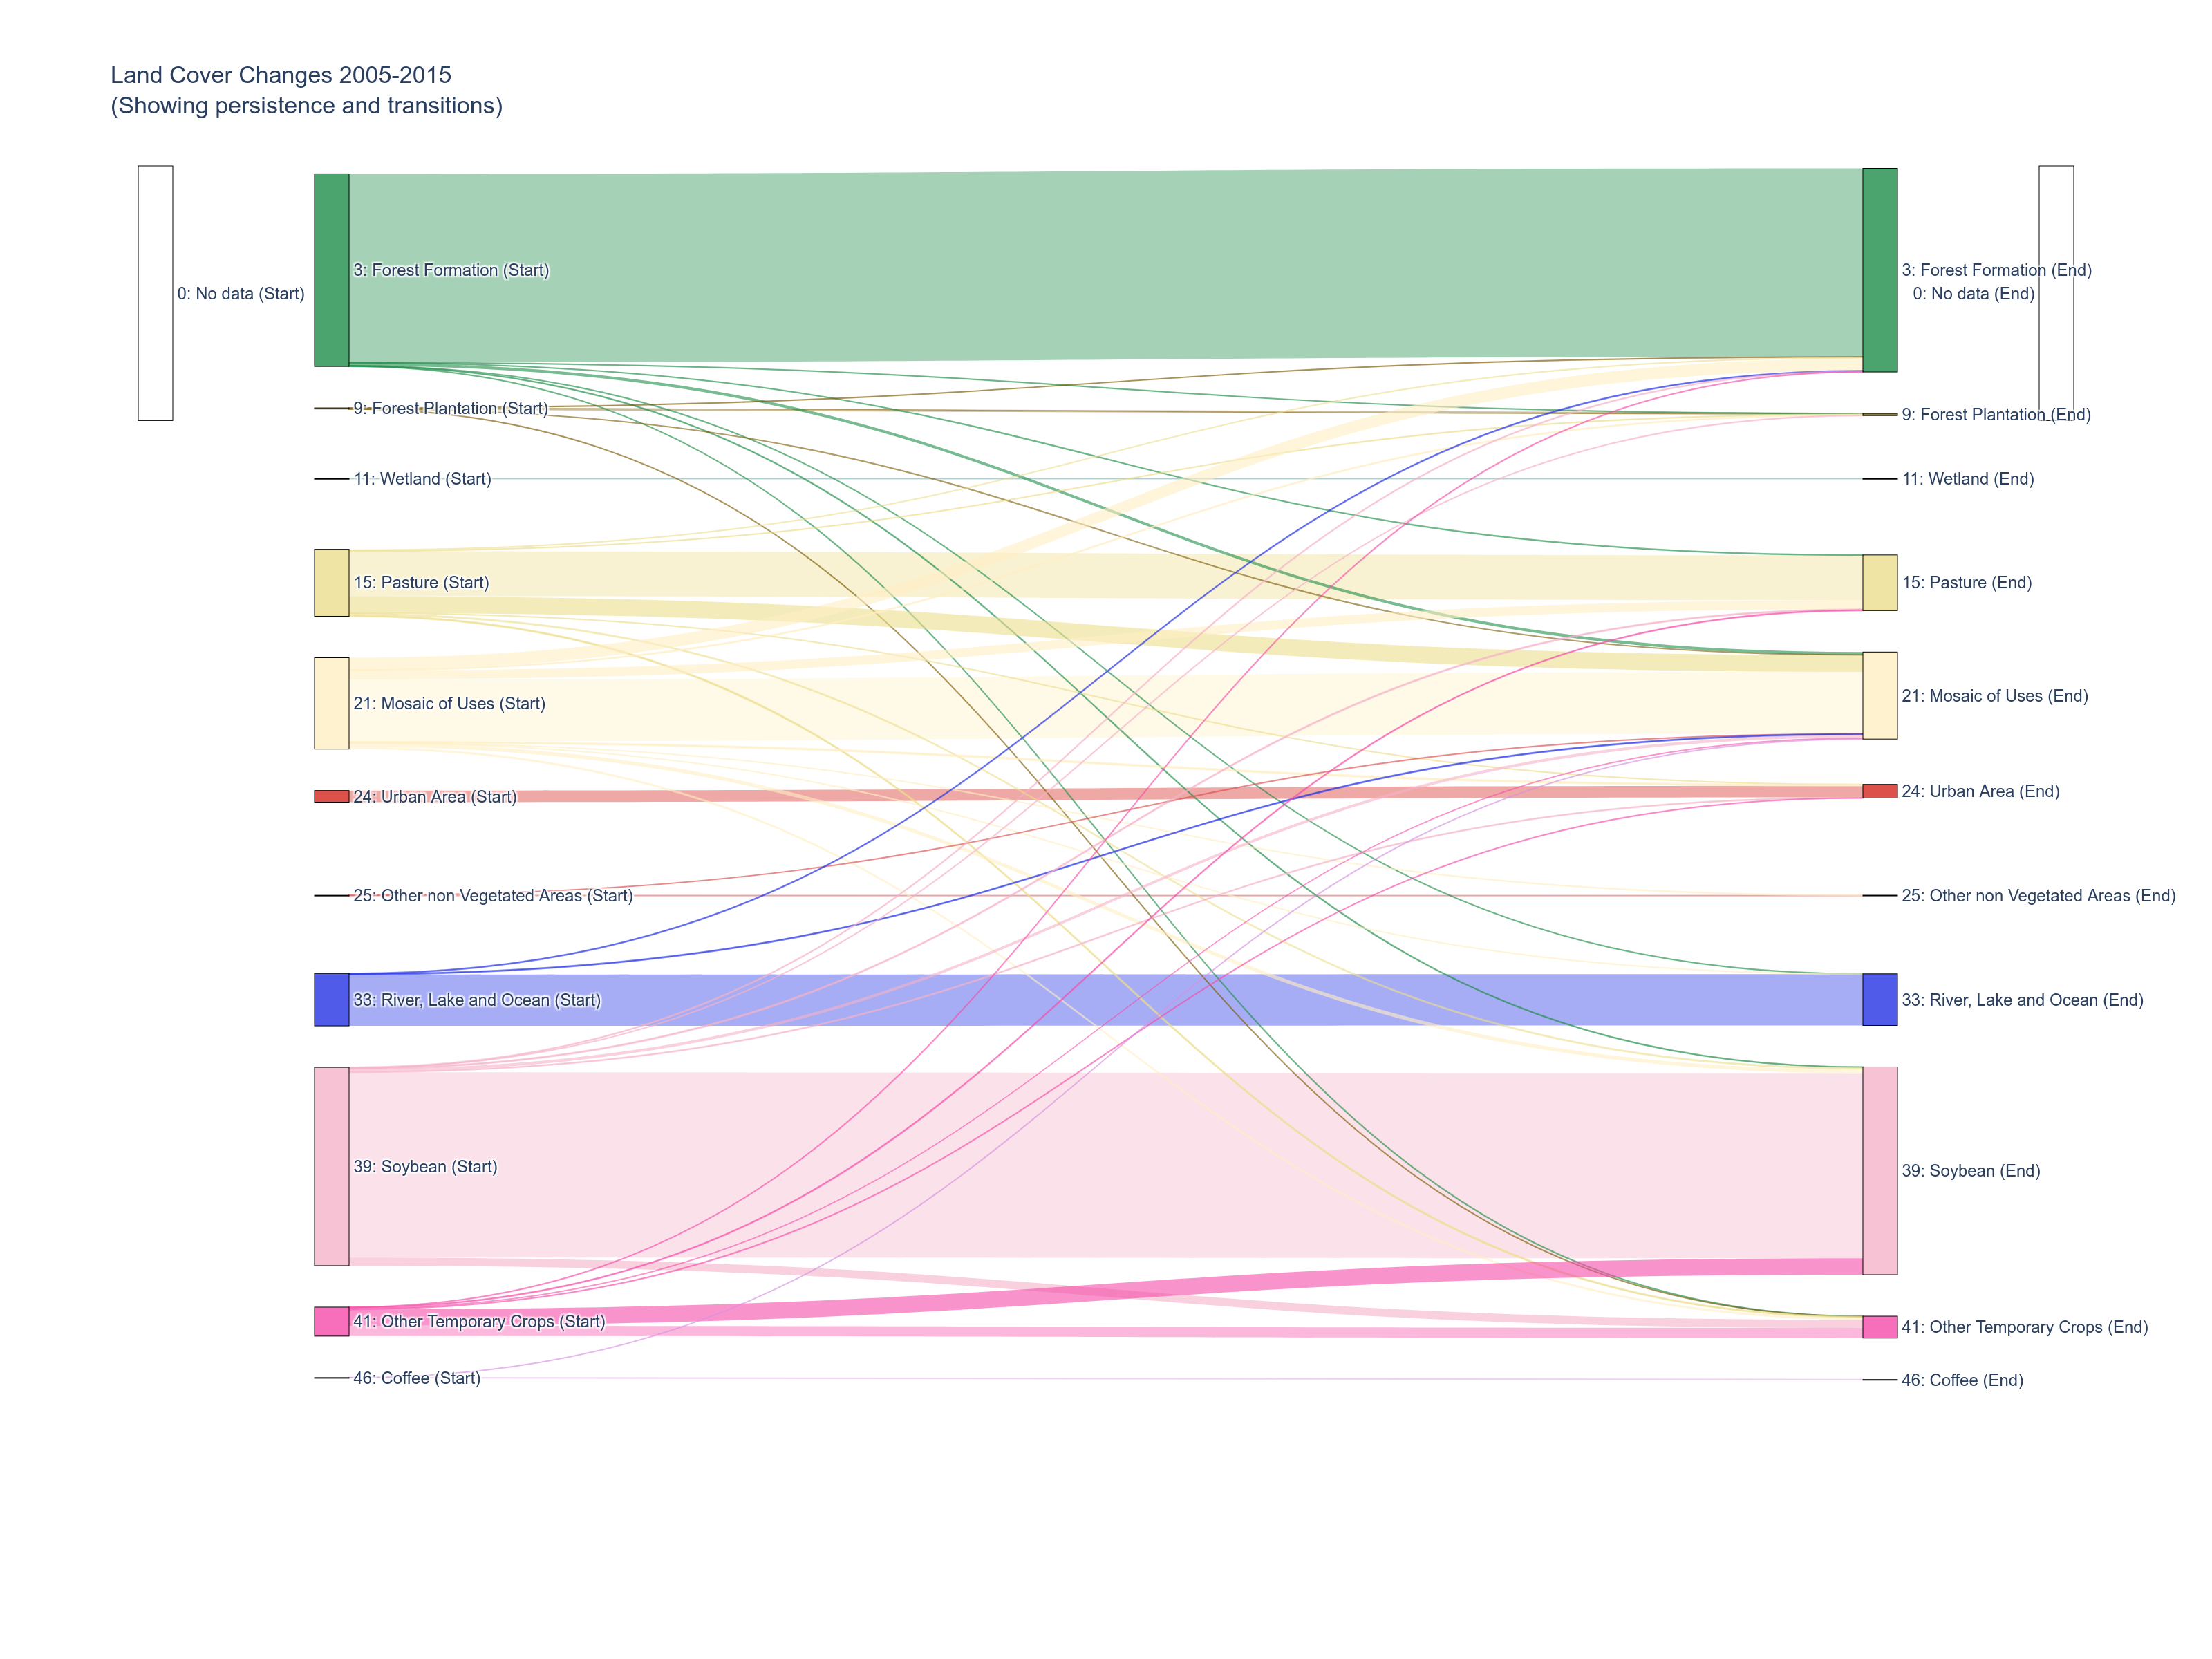 Land Cover Changes 2005-2015
(Showing persistence and transitions)
0: No data (Start)
3: Forest Formation (Start)
9: Forest Plantation (Start)
11: Wetland (Start)
15: Pasture (Start)
21: Mosaic of Uses (Start)
24: Urban Area (Start)
25: Other non Vegetated Areas (Start)
33: River, Lake and Ocean (Start)
39: Soybean (Start)
41: Other Temporary Crops (Start)
46: Coffee (Start)
3: Forest Formation (End)
0: No data (End)
9: Forest Plantation (End)
11: Wetland (End)
15: Pasture (End)
21: Mosaic of Uses (End)
24: Urban Area (End)
25: Other non Vegetated Areas (End)
33: River, Lake and Ocean (End)
39: Soybean (End)
41: Other Temporary Crops (End)
46: Coffee (End)